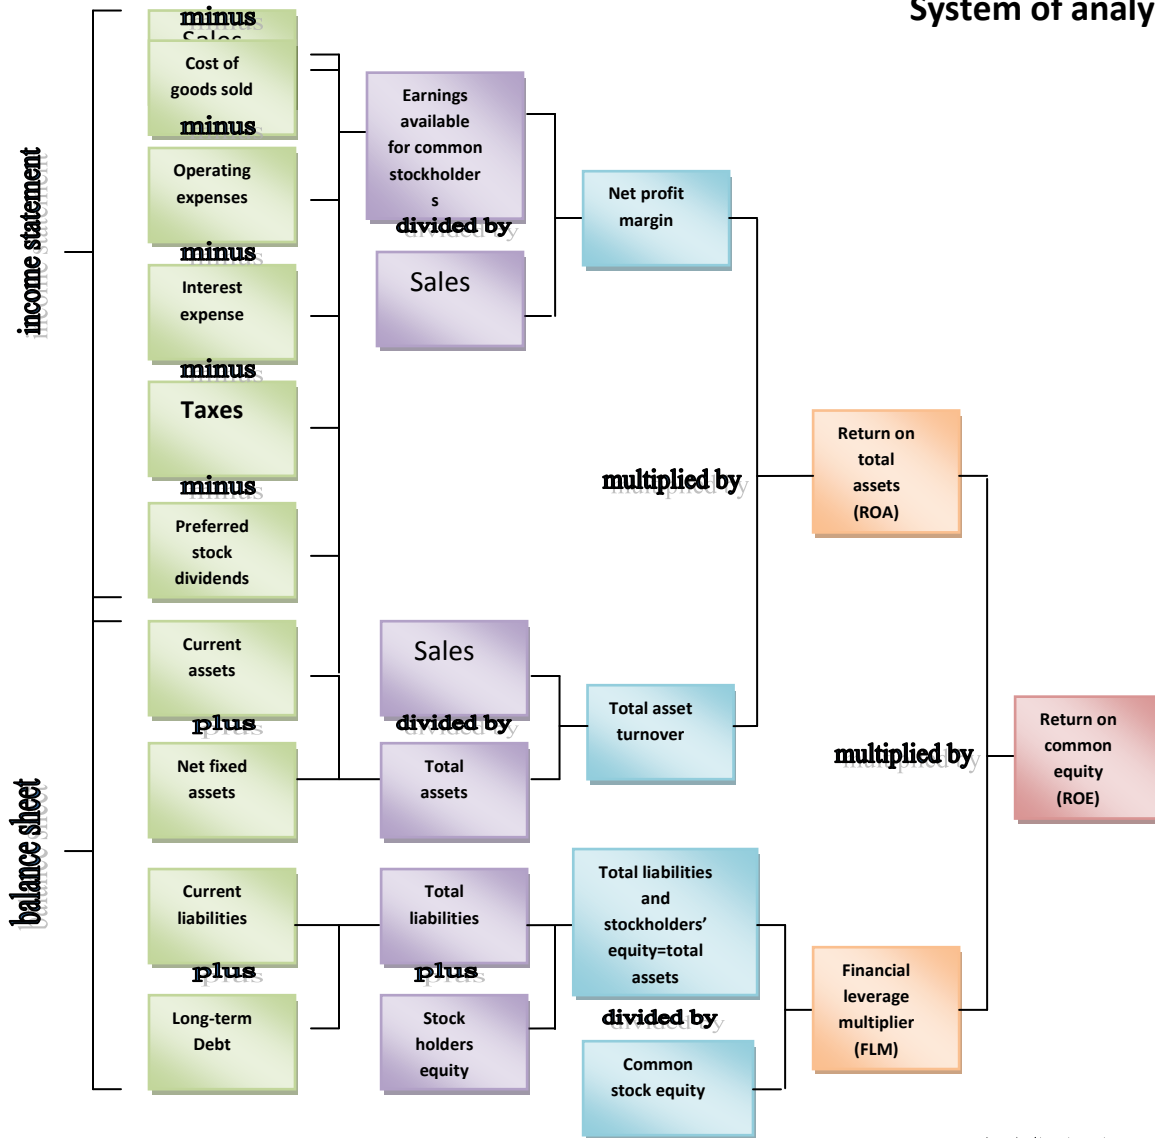 System of analy
minus
Sales
Cost of
goods sold
minus
Operating
expenses
minus
Interest
expense
minus
Taxes
minus
Preferred
stock
dividends
income statement
Earnings
available
for common
stockholder
s
divided by
Sales
Net profit
margin
multiplied by
Return on
total
assets
(ROA)
Current
assets
plus
Net fixed
assets
Sales
divided by
Total
assets
Total asset
turnover
multiplied by
Return on
common
equity
(ROE)
balance sheet
Current
liabilities
plus
Long-term
Debt
Total
liabilities
plus
Stock
holders
equity
Total liabilities
and
stockholders’
equity=total
assets
divided by
Common
stock equity
Financial
leverage
multiplier
(FLM)